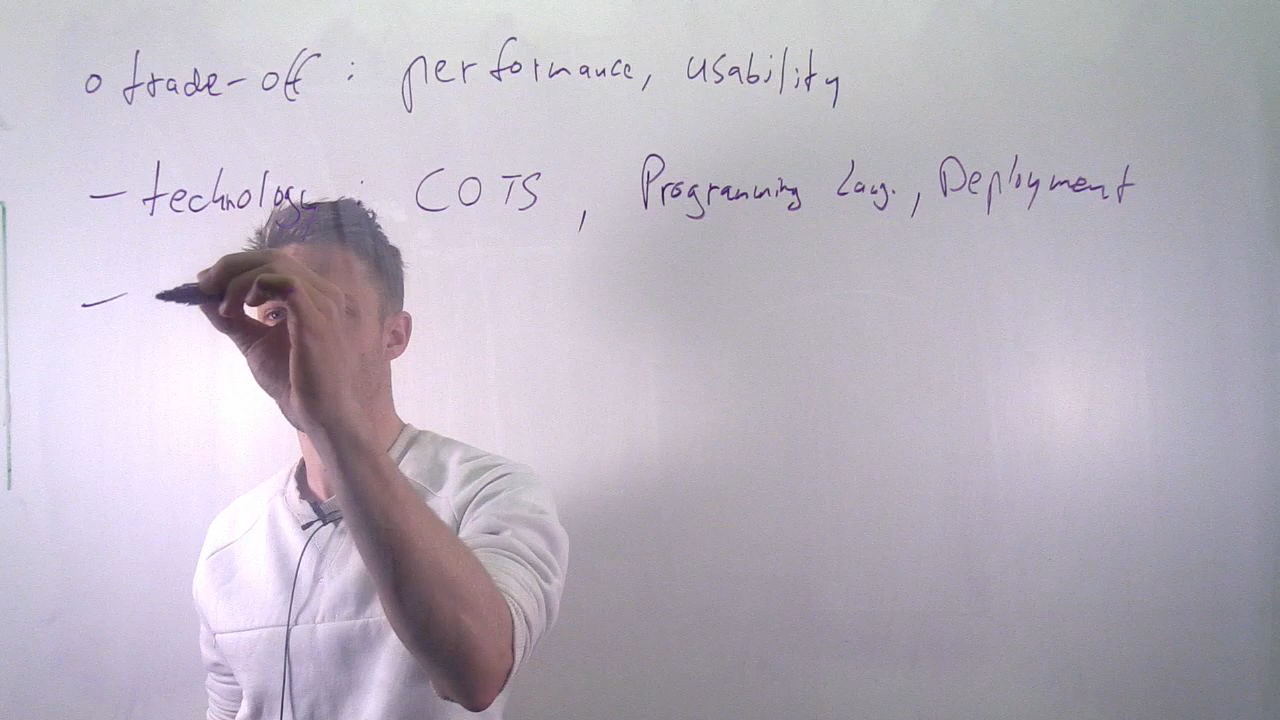 o trade-off : performance, usability
- technology : COTS, Programming Lang., Deployment
-